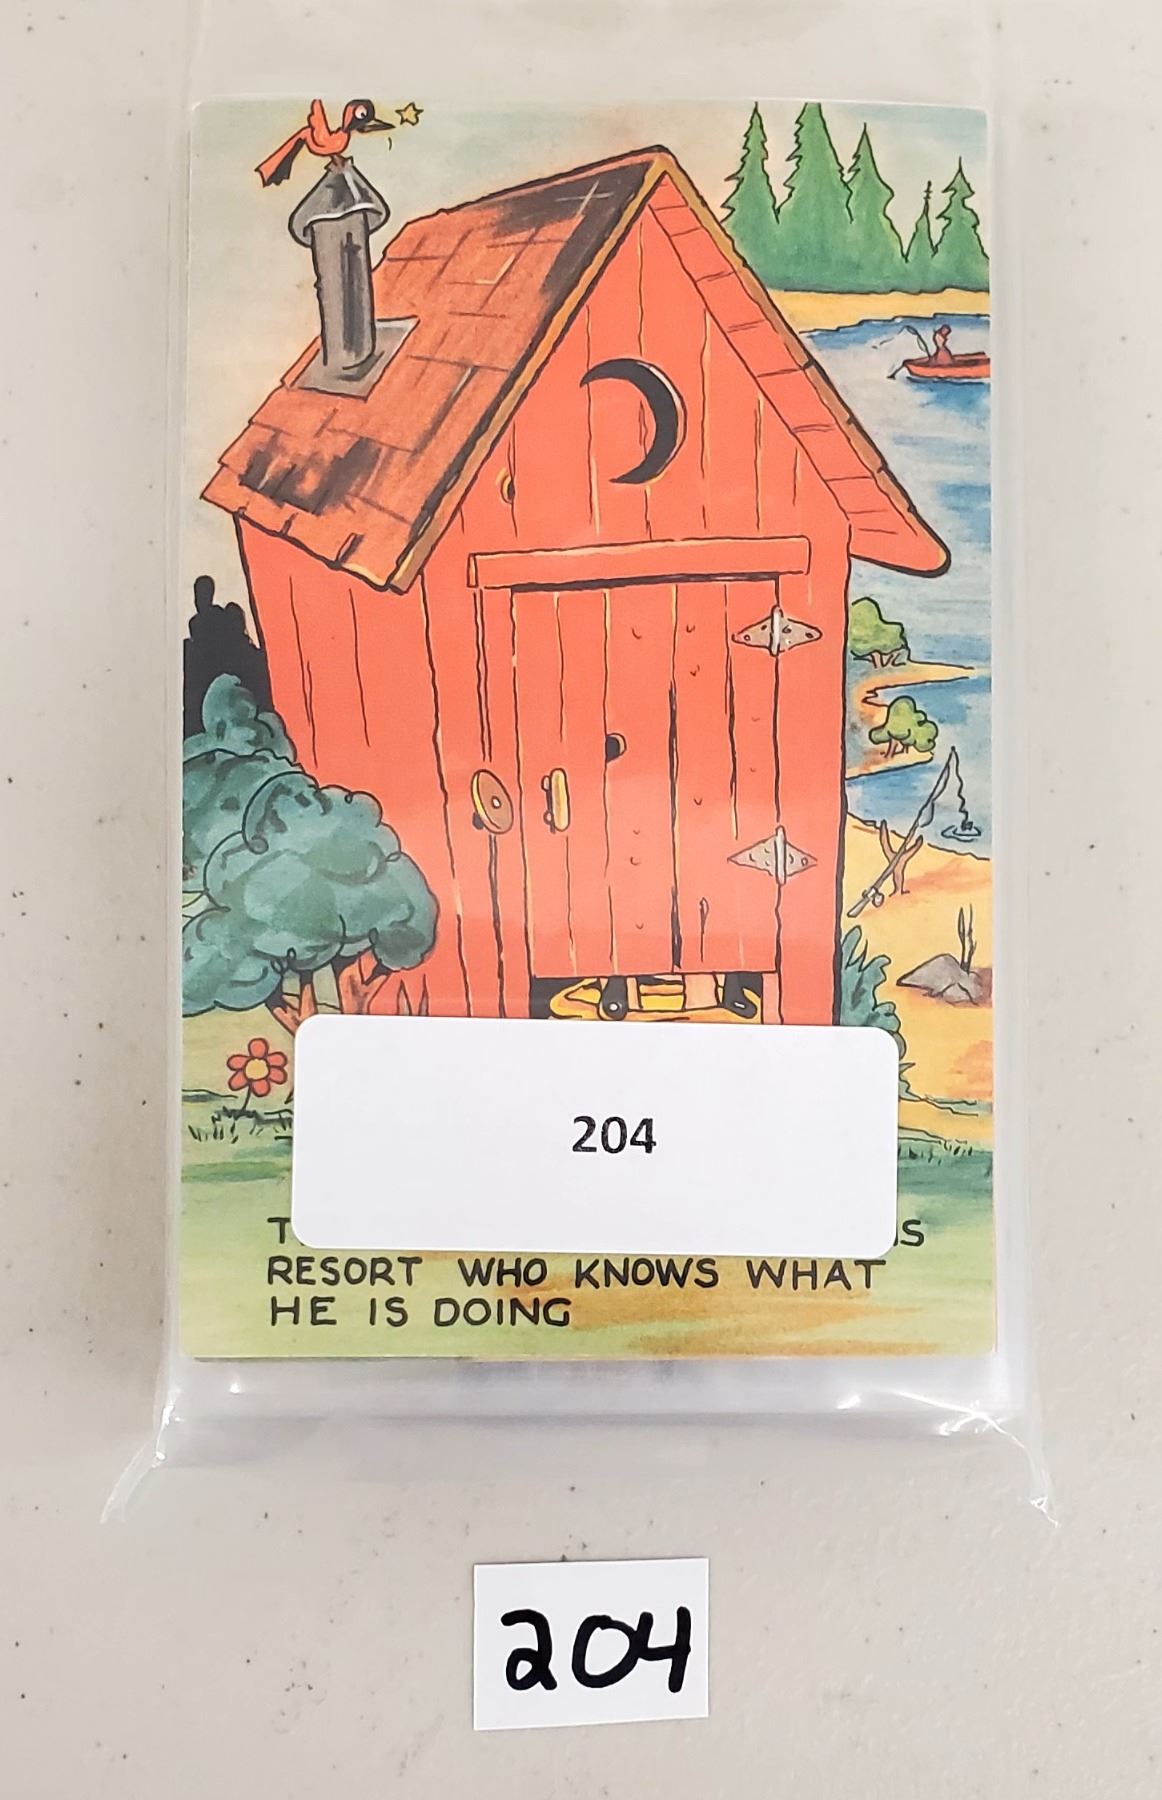 204
RESORT WHO KNOWS WHAT
HE IS DOING
204